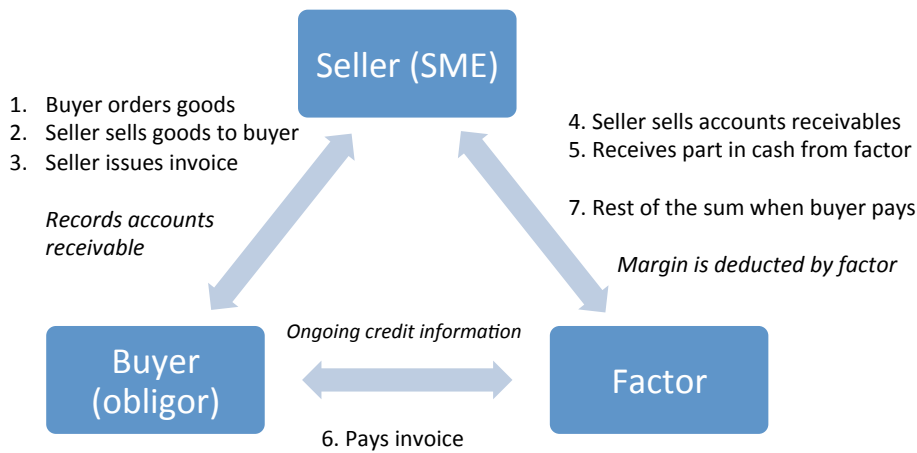 Seller (SME)
1. Buyer orders goods
2. Seller sells goods to buyer
3. Seller issues invoice
Records accounts
receivable
4. Seller sells accounts receivables
5. Receives part in cash from factor
7. Rest of the sum when buyer pays
Margin is deducted by factor
Ongoing credit information
Buyer
(obligor)
Factor
6. Pays invoice